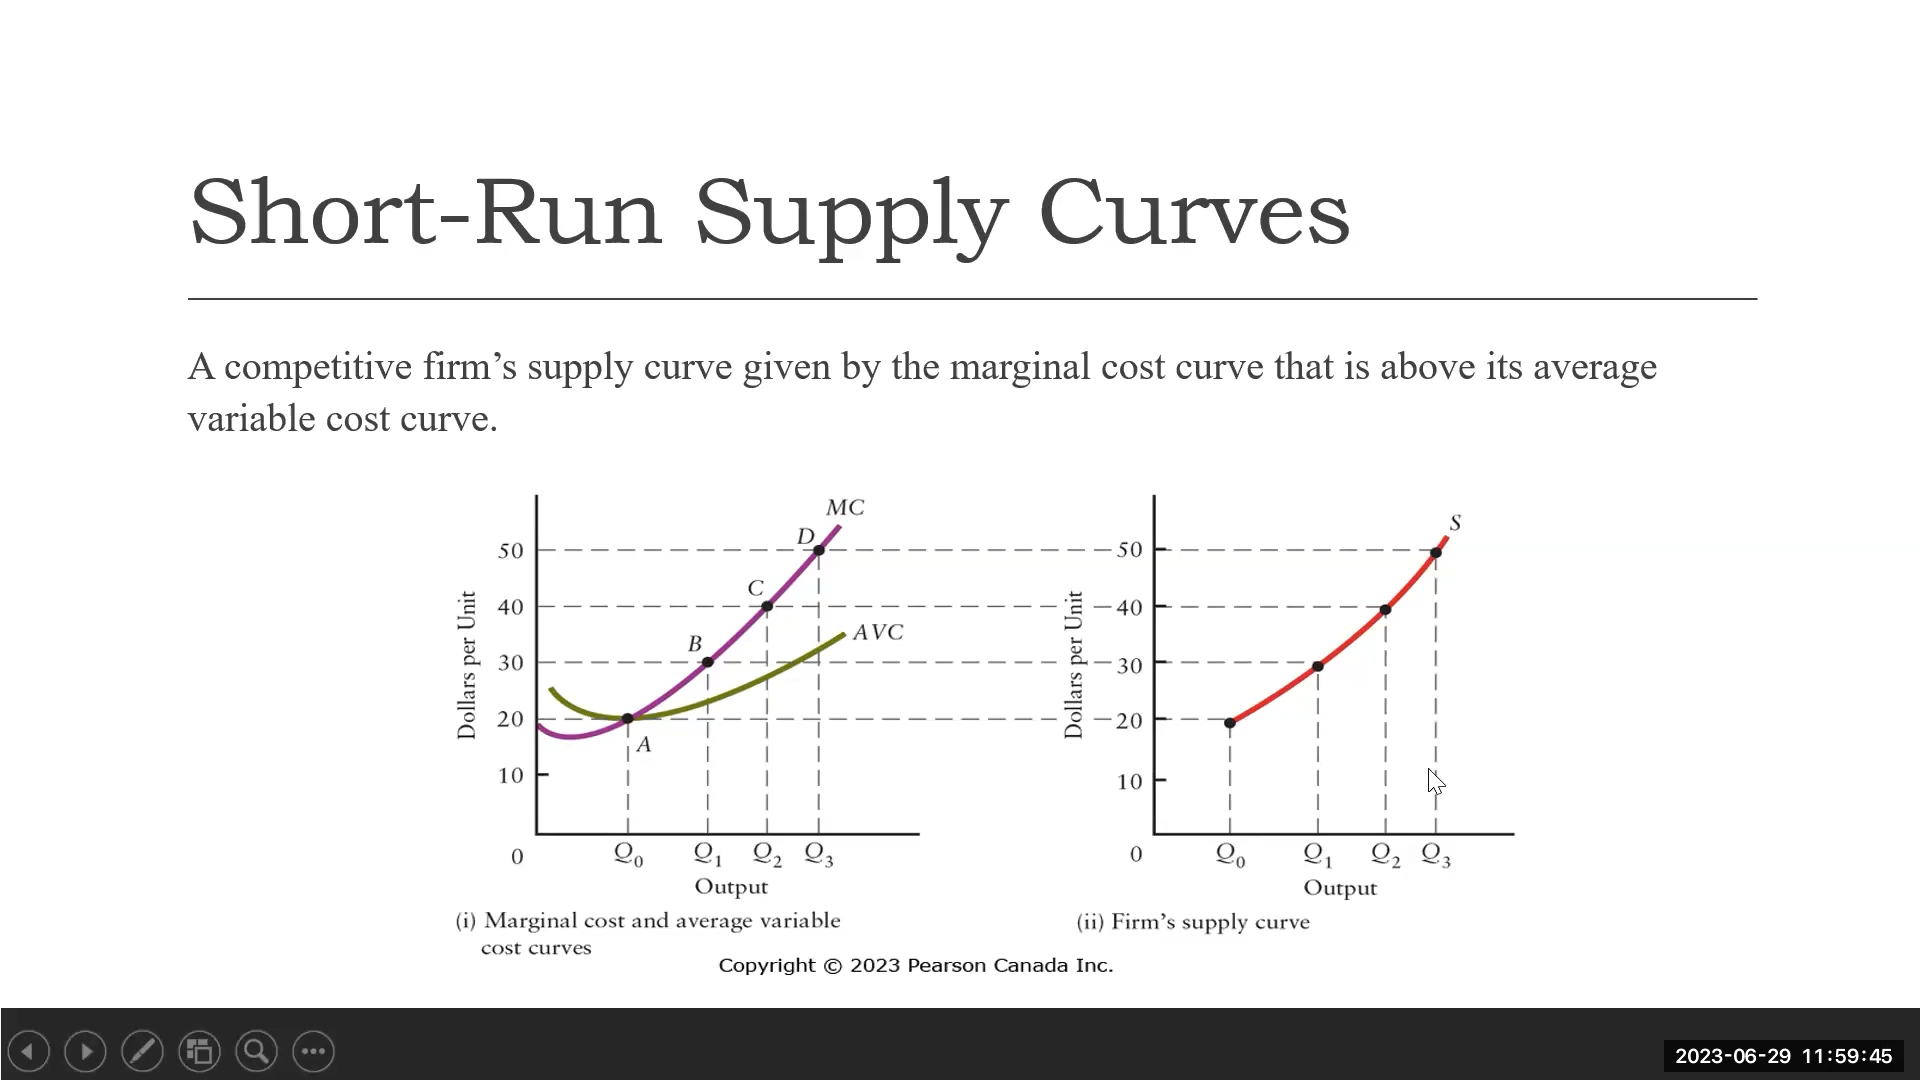 Short-Run Supply Curves
A competitive firm’s supply curve given by the marginal cost curve that is above its average
variable cost curve.
Dollars per Unit
50
40
30
20
10
0
MC
D
C
B
AVC
A
Q0 Q1 Q2 Q3
Output
(i) Marginal cost and average variable
cost curves
Dollars per Unit
50
40
30
20
10
0
S
Q0 Q1 Q2 Q3
Output
(ii) Firm’s supply curve
Copyright © 2023 Pearson Canada Inc.
2023-06-29 11:59:45